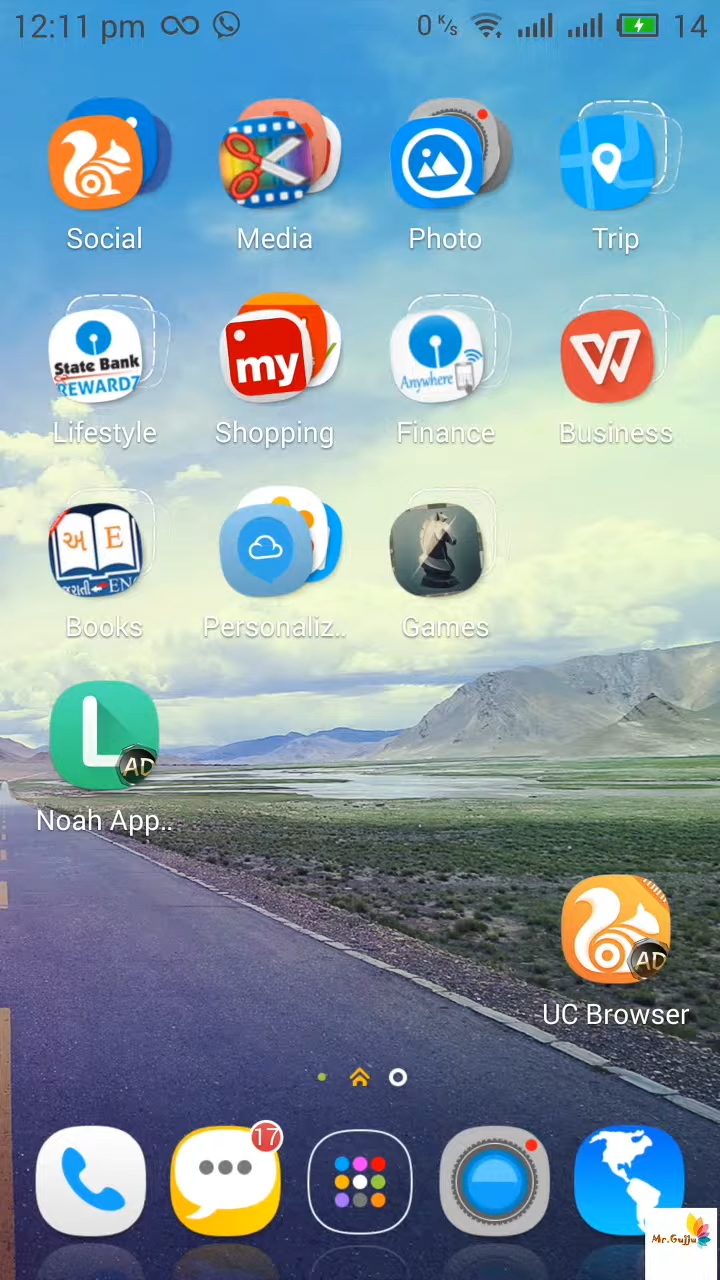 12:11 pm 0 K/s 14
Social Media Photo Trip
State Bank
REWARDZ
my
Anywhere
W
Lifestyle Shopping Finance Business
અ E
Books Personaliz.. Games
L
AD
Noah App..
AD
UC Browser
17
Mr.Gujju